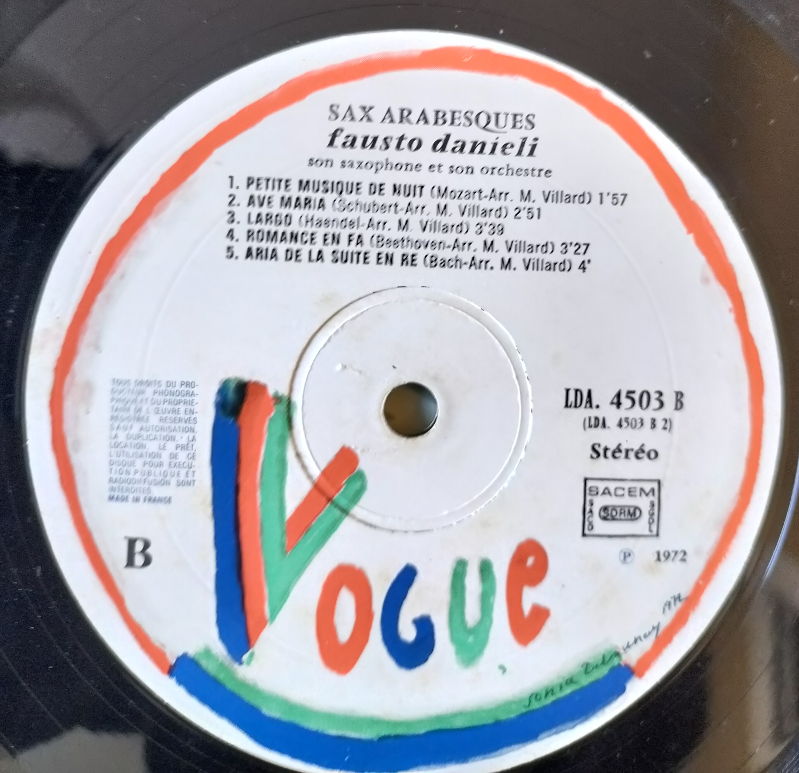 SAX ARABESQUES
fausto danieli
son saxophone et son orchestre
1. PETITE MUSIQUE DE NUIT (Mozart-Arr. M. Villard) 1'57
2. AVE MARIA (Schubert-Arr. M. Villard) 2'51
3. LARGO (Haendel-Arr. M. Villard) 3'39
4. ROMANCE EN FA (Beethoven-Arr. M. Villard) 3'27
5. ARIA DE LA SUITE EN RE (Bach-Arr. M. Villard) 4'
TOUS DROITS DU PRO-
DUCTEUR PHONOGRA-
PHIQUE ET DU PROPRIE-
TAIRE DE L'ŒUVRE EN-
REGISTREE RESERVES
SAUF AUTORISATION,
LA DUPLICATION, LA
LOCATION, LE PRÊT,
L'UTILISATION DE CE
DISQUE POUR EXECU-
TION PUBLIQUE ET
RADIODIFFUSION SONT
INTERDITES.
MADE IN FRANCE
B
LDA. 4503 B
(LDA. 4503 B 2)
Stéréo
SACEM
SACD SDRM SGDL
℗ 1972
VOGUE
Sonia Delaunay 1972